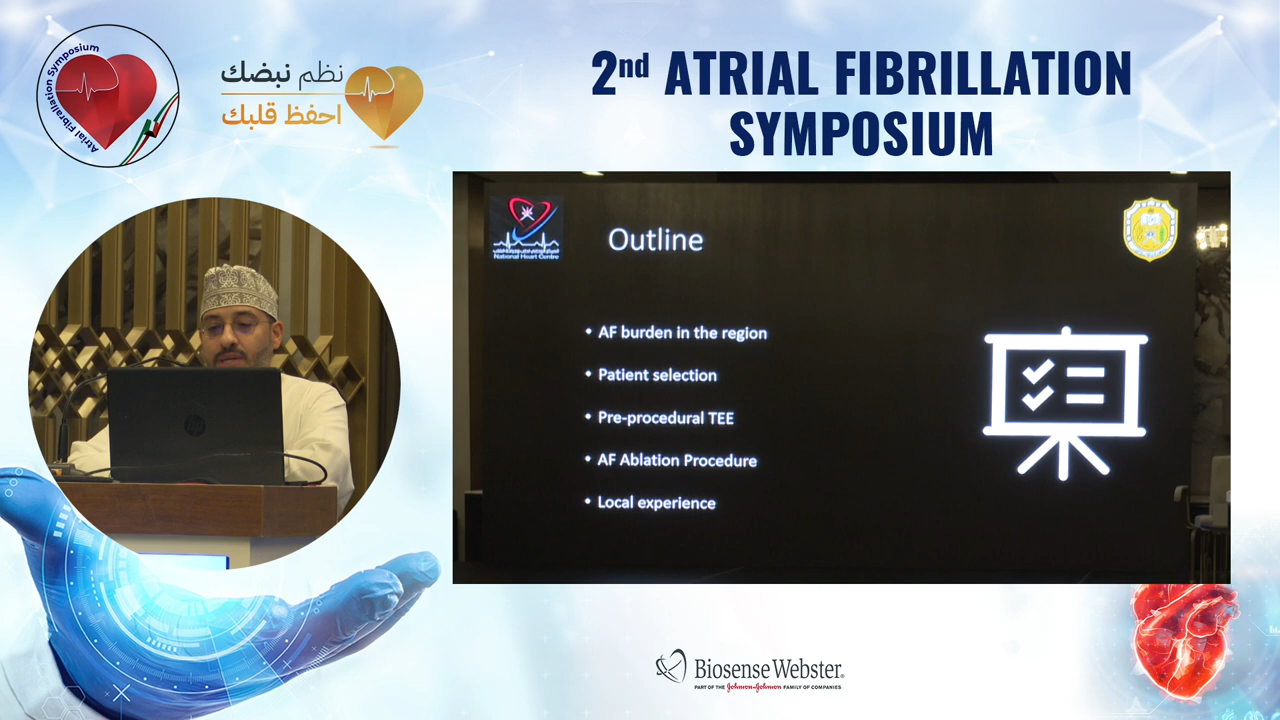 Atrial Fibrallation Symposium
نظم نبضك
احفظ قلبك
2nd ATRIAL FIBRILLATION
SYMPOSIUM
National Heart Centre
Outline
• AF burden in the region
• Patient selection
• Pre-procedural TEE
• AF Ablation Procedure
• Local experience
hp
Biosense Webster.
PART OF THE Johnson & Johnson FAMILY OF COMPANIES